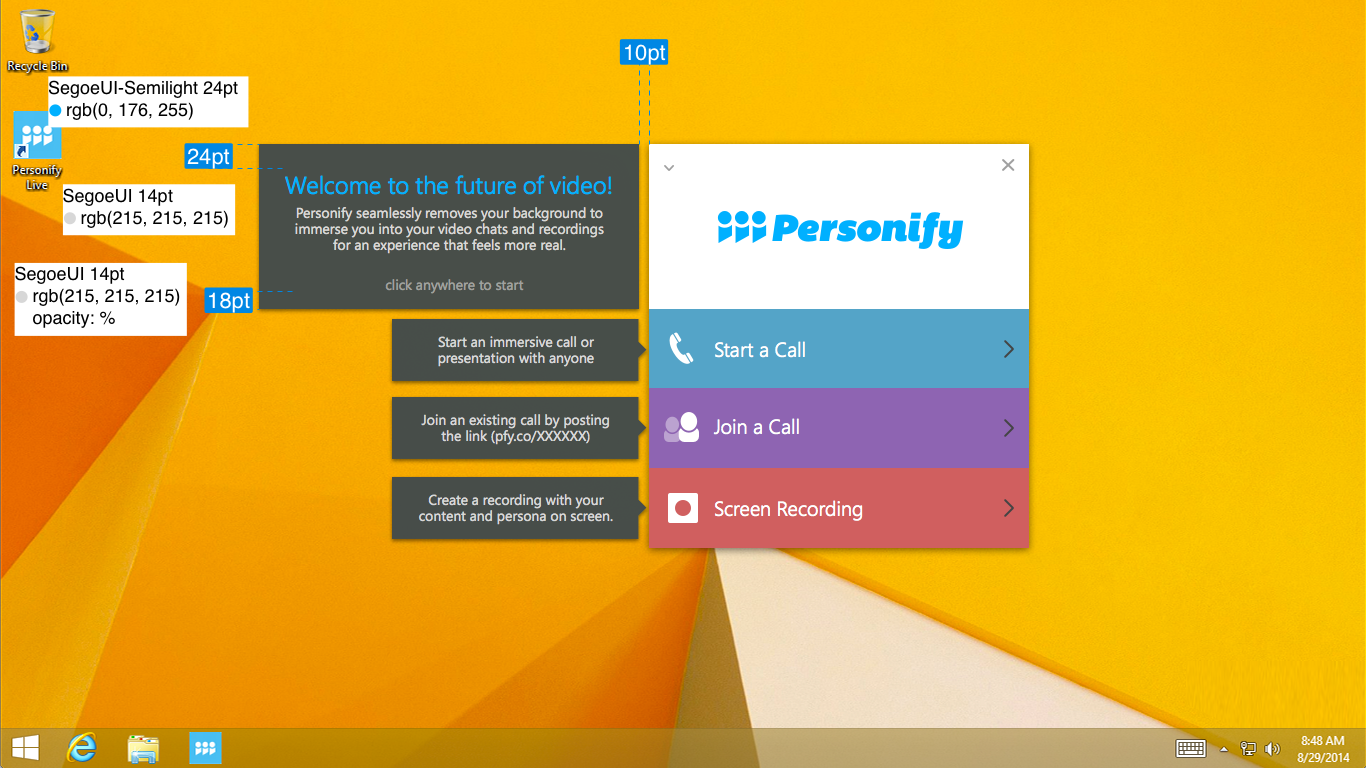 Recycle Bin
SegoeUI-Semilight 24pt
rgb(0, 176, 255)
Personify
Live
SegoeUI 14pt
rgb(215, 215, 215)
SegoeUI 14pt
rgb(215, 215, 215)
opacity: %
10pt
24pt
18pt
Welcome to the future of video!
Personify seamlessly removes your background to
immerse you into your video chats and recordings
for an experience that feels more real.
click anywhere to start
Personify
Start an immersive call or
presentation with anyone
Start a Call
Join an existing call by posting
the link (pfy.co/XXXXXX)
Join a Call
Create a recording with your
content and persona on screen.
Screen Recording
8:48 AM
8/29/2014